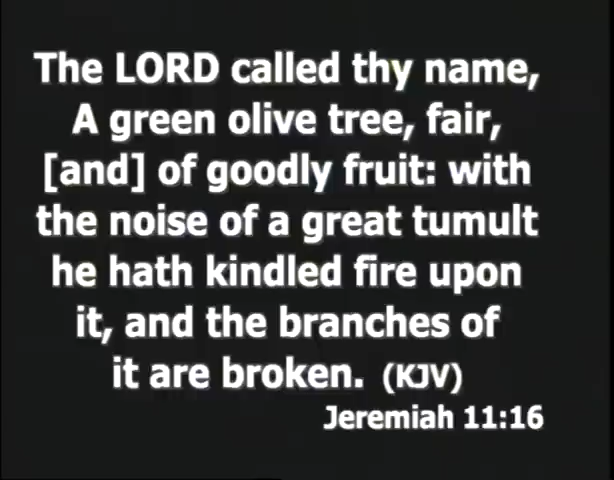 The LORD called thy name,
A green olive tree, fair,
[and] of goodly fruit: with
the noise of a great tumult
he hath kindled fire upon
it, and the branches of
it are broken. (KJV)
Jeremiah 11:16